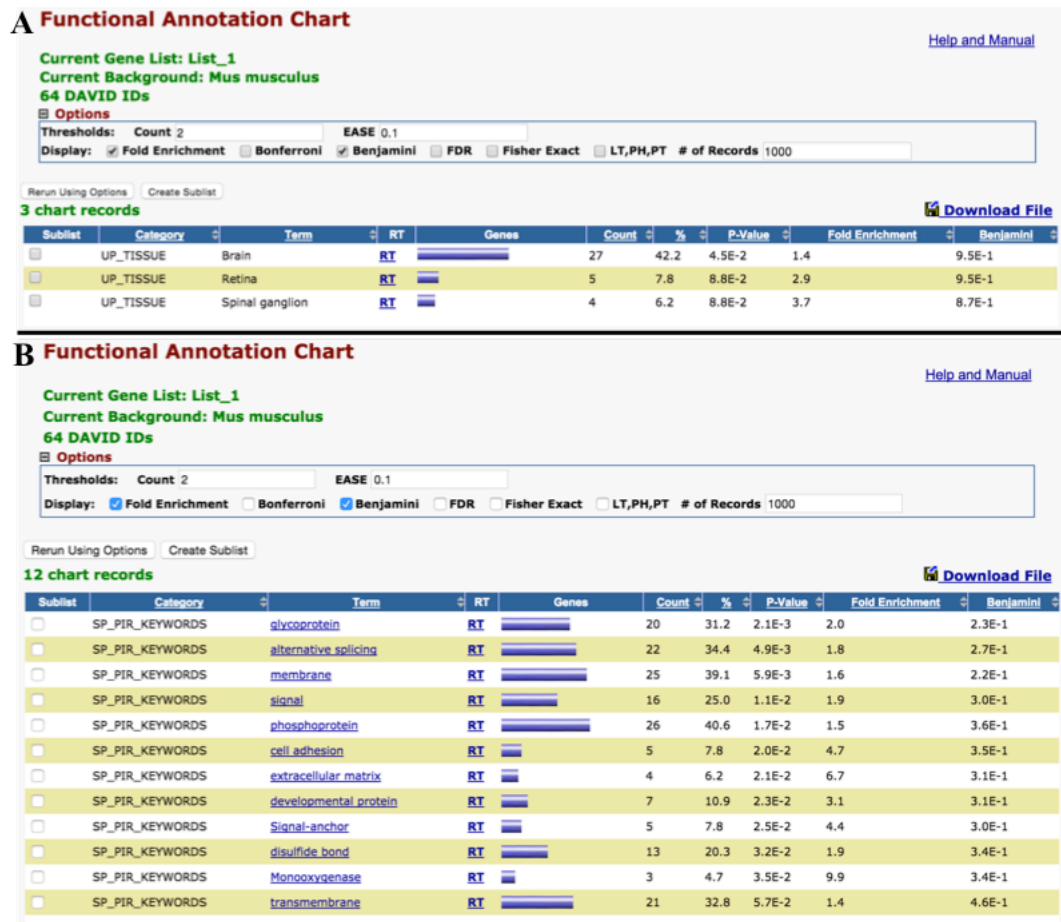 A Functional Annotation Chart
Help and Manual
Current Gene List: List_1
Current Background: Mus musculus
64 DAVID IDs
Options
Thresholds: Count 2 EASE 0.1
Display: Fold Enrichment Bonferroni Benjamini FDR Fisher Exact LT,PH,PT # of Records 1000
Rerun Using Options Create Sublist
3 chart records Download File
Sublist Category Term RT Genes Count % P-Value Fold Enrichment Benjamini
UP_TISSUE Brain RT 27 42.2 4.5E-2 1.4 9.5E-1
UP_TISSUE Retina RT 5 7.8 8.8E-2 2.9 9.5E-1
UP_TISSUE Spinal ganglion RT 4 6.2 8.8E-2 3.7 8.7E-1
B Functional Annotation Chart
Help and Manual
Current Gene List: List_1
Current Background: Mus musculus
64 DAVID IDs
Options
Thresholds: Count 2 EASE 0.1
Display: Fold Enrichment Bonferroni Benjamini FDR Fisher Exact LT,PH,PT # of Records 1000
Rerun Using Options Create Sublist
12 chart records Download File
Sublist Category Term RT Genes Count % P-Value Fold Enrichment Benjamini
SP_PIR_KEYWORDS glycoprotein RT 20 31.2 2.1E-3 2.0 2.3E-1
SP_PIR_KEYWORDS alternative splicing RT 22 34.4 4.9E-3 1.8 2.7E-1
SP_PIR_KEYWORDS membrane RT 25 39.1 5.9E-3 1.6 2.2E-1
SP_PIR_KEYWORDS signal RT 16 25.0 1.1E-2 1.9 3.0E-1
SP_PIR_KEYWORDS phosphoprotein RT 26 40.6 1.7E-2 1.5 3.6E-1
SP_PIR_KEYWORDS cell adhesion RT 5 7.8 2.0E-2 4.7 3.5E-1
SP_PIR_KEYWORDS extracellular matrix RT 4 6.2 2.1E-2 6.7 3.1E-1
SP_PIR_KEYWORDS developmental protein RT 7 10.9 2.3E-2 3.1 3.1E-1
SP_PIR_KEYWORDS Signal-anchor RT 5 7.8 2.5E-2 4.4 3.0E-1
SP_PIR_KEYWORDS disulfide bond RT 13 20.3 3.2E-2 1.9 3.4E-1
SP_PIR_KEYWORDS Monooxygenase RT 3 4.7 3.5E-2 9.9 3.4E-1
SP_PIR_KEYWORDS transmembrane RT 21 32.8 5.7E-2 1.4 4.6E-1